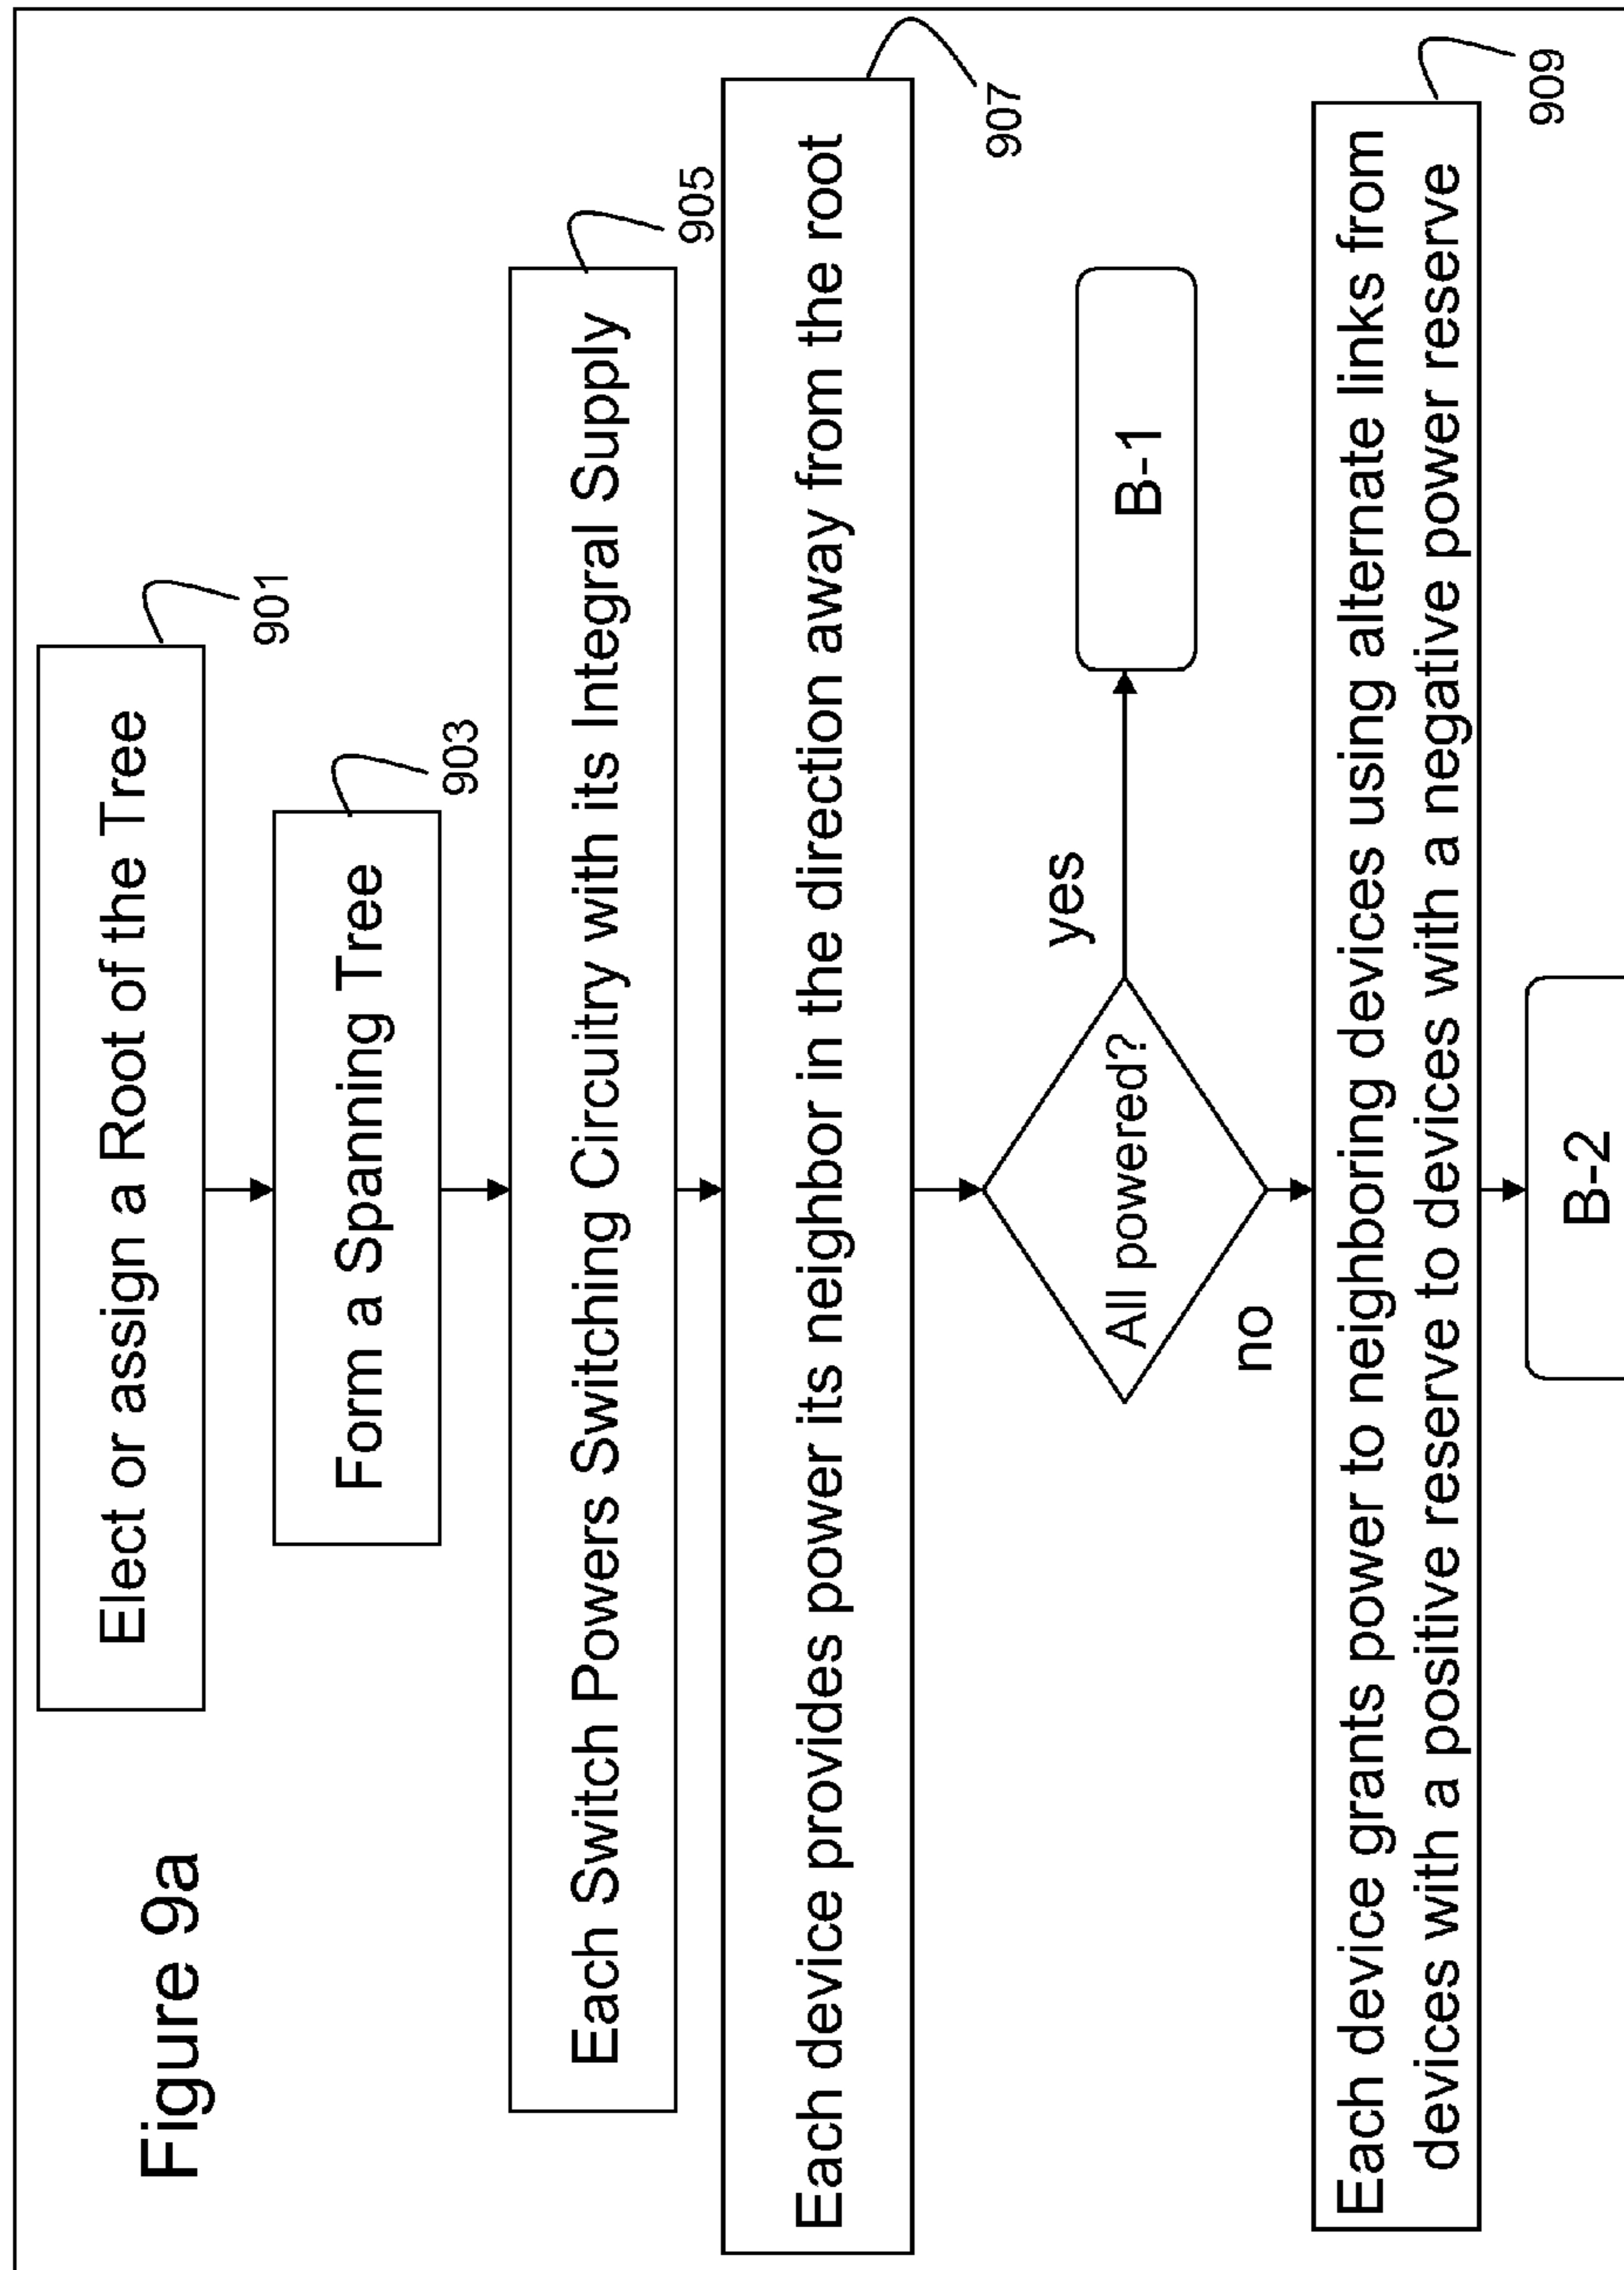 Figure 9a
Elect or assign a Root of the Tree
901
Form a Spanning Tree
903
Each Switch Powers Switching Circuitry with its Integral Supply
905
Each device provides power its neighbor in the direction away from the root
907
All powered?
yes
B-1
no
Each device grants power to neighboring devices using alternate links from
devices with a positive reserve to devices with a negative power reserve
909
B-2